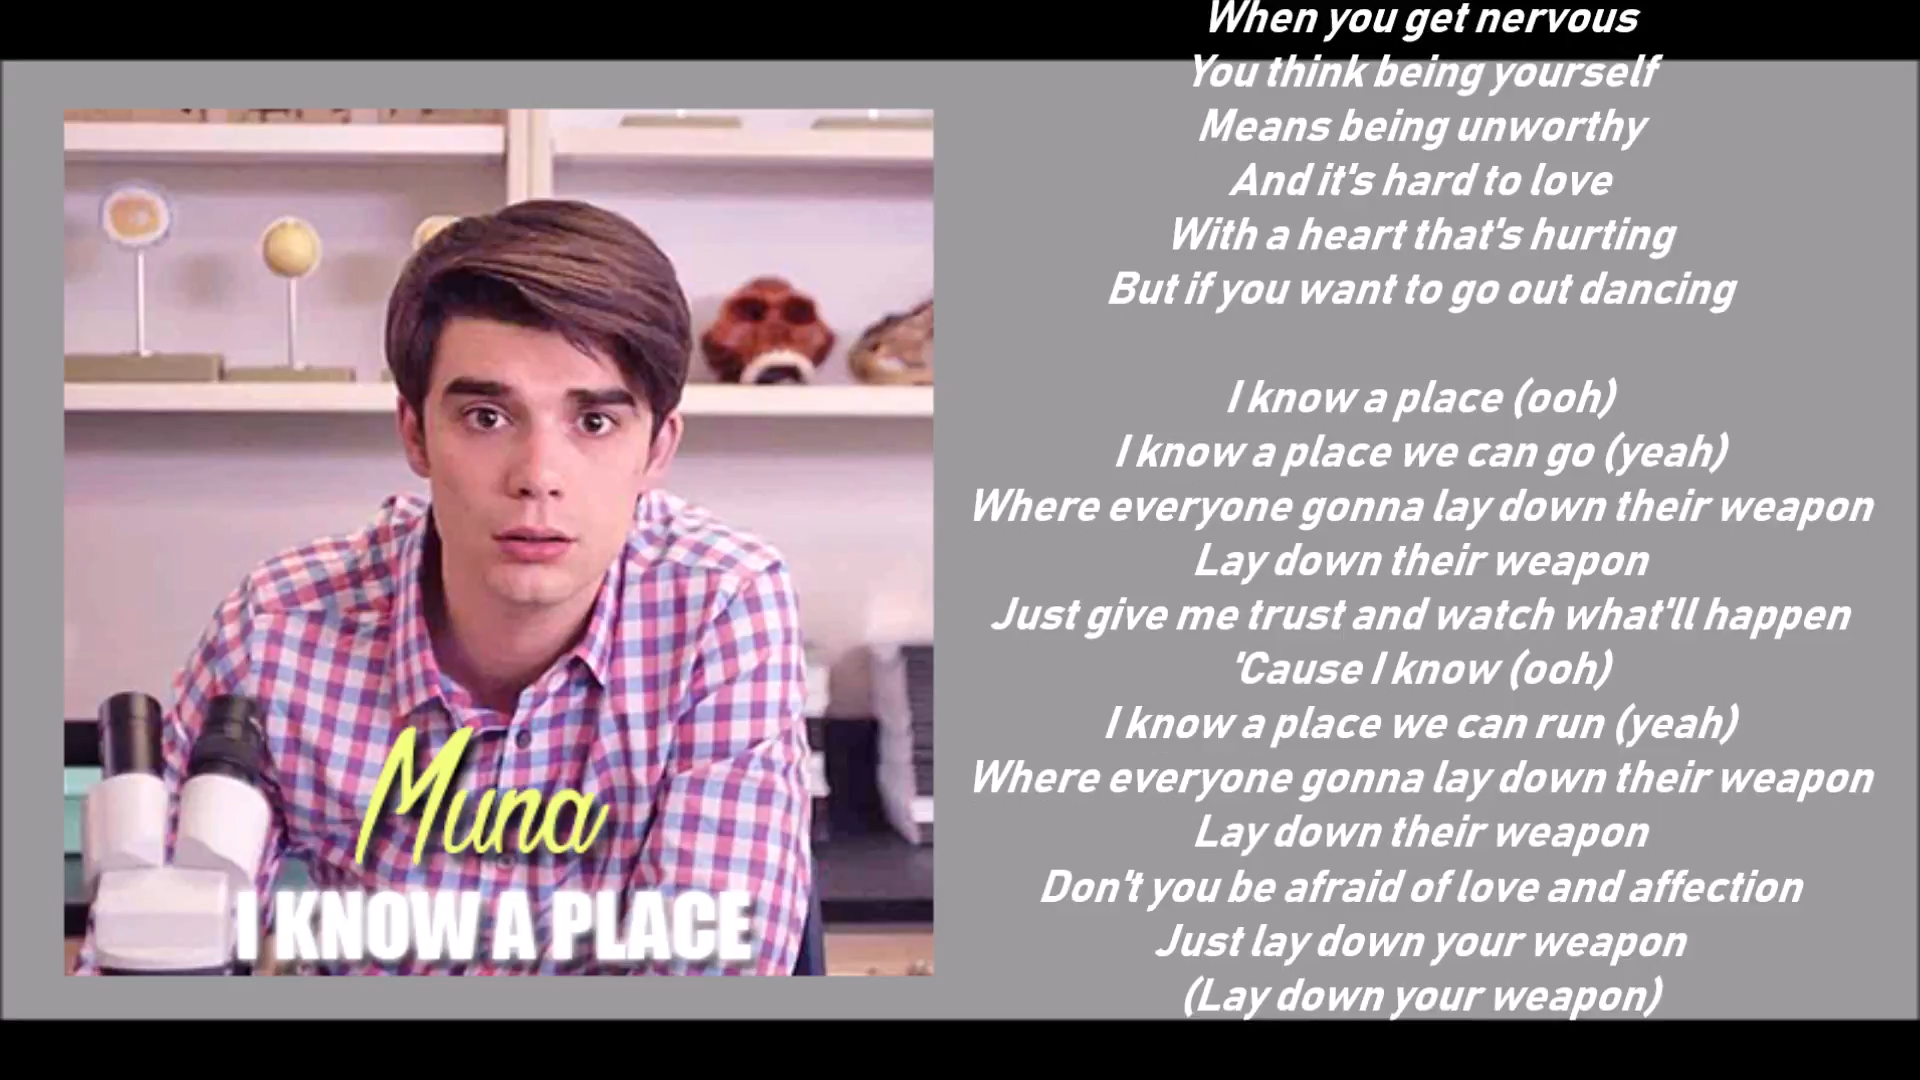 Muna
I KNOW A PLACE
When you get nervous
You think being yourself
Means being unworthy
And it's hard to love
With a heart that's hurting
But if you want to go out dancing
I know a place (ooh)
I know a place we can go (yeah)
Where everyone gonna lay down their weapon
Lay down their weapon
Just give me trust and watch what'll happen
'Cause I know (ooh)
I know a place we can run (yeah)
Where everyone gonna lay down their weapon
Lay down their weapon
Don't you be afraid of love and affection
Just lay down your weapon
(Lay down your weapon)